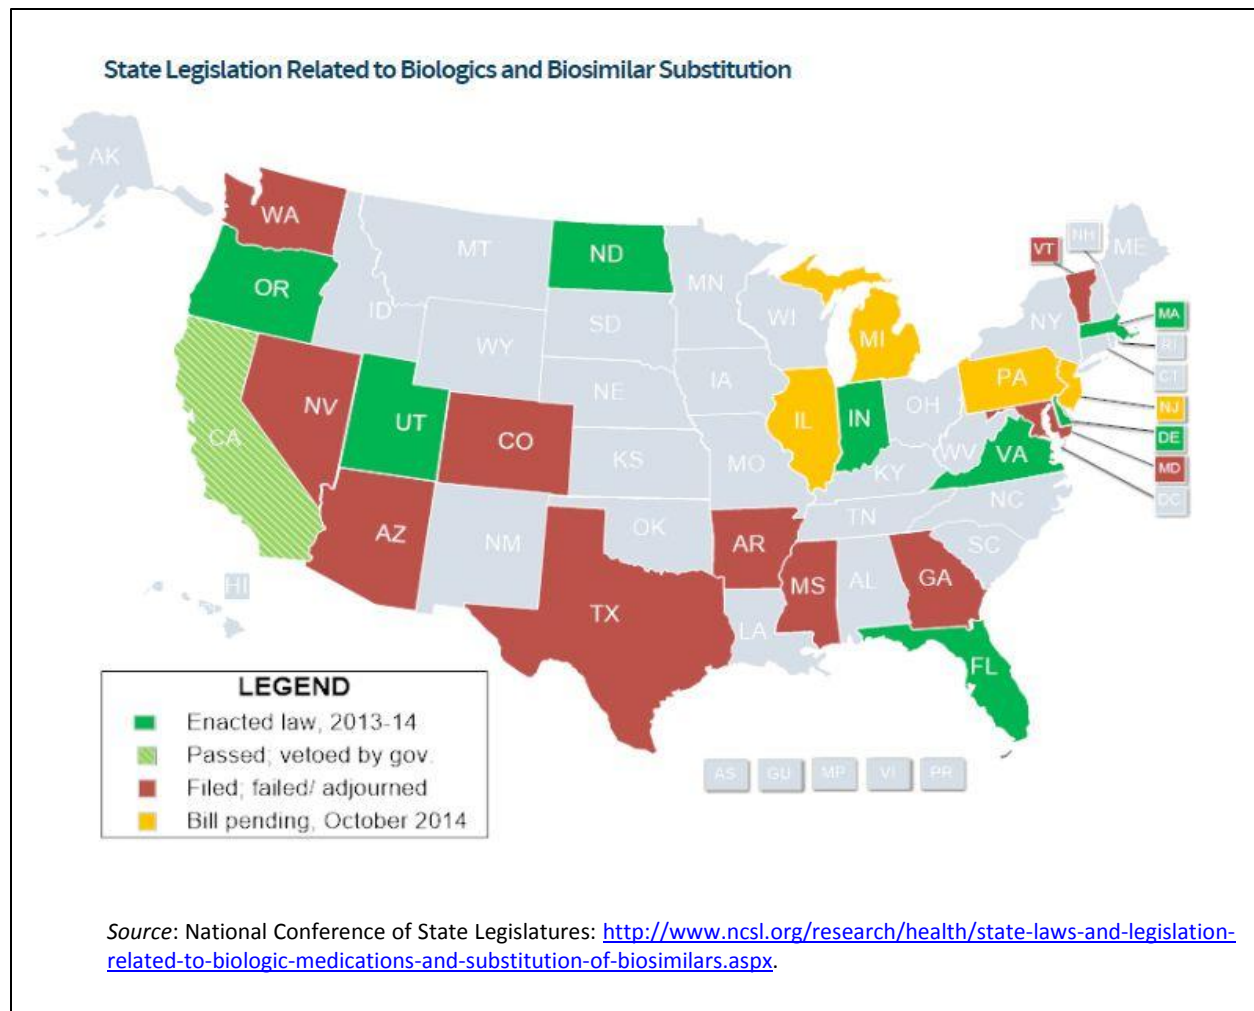 State Legislation Related to Biologics and Biosimilar Substitution
AK
WA
MT
ND
MN
VT
NH
ME
OR
ID
SD
WI
MI
NY
MA
RI
WY
CT
NE
IA
PA
NJ
CA
NV
UT
CO
IL
IN
OH
DE
KS
MO
WV
VA
MD
KY
DC
AZ
NM
OK
AR
TN
NC
MS
AL
GA
SC
HI
TX
LA
FL
LEGEND
Enacted law, 2013-14
Passed; vetoed by gov.
Filed; failed/ adjourned
Bill pending, October 2014
AS GU MP VI PR
Source: National Conference of State Legislatures: http://www.ncsl.org/research/health/state-laws-and-legislation-
related-to-biologic-medications-and-substitution-of-biosimilars.aspx.